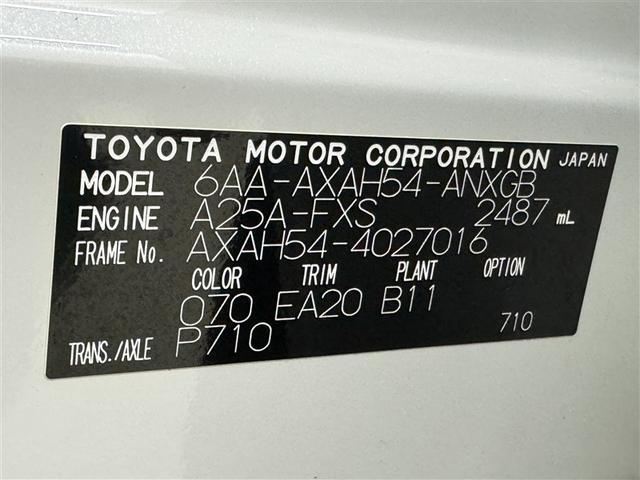 TOYOTA MOTOR CORPORATION JAPAN
MODEL 6AA-AXAH54-ANXGB
ENGINE A25A-FXS 2487 mL
FRAME No. AXAH54-4027016
COLOR TRIM PLANT OPTION
070 EA20 B11
TRANS./AXLE P710 710